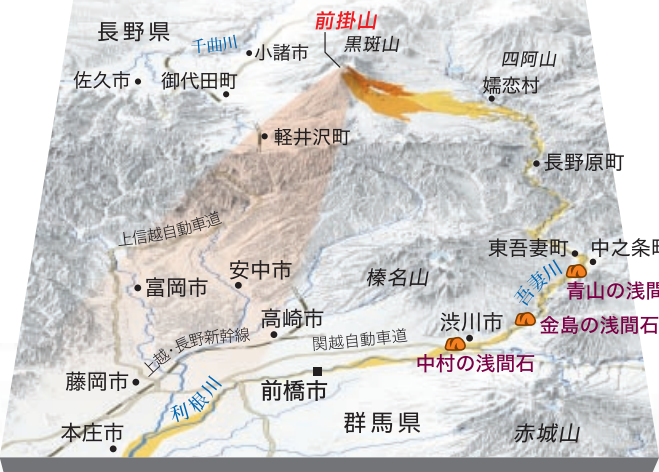 長野県
前掛山
千曲川
小諸市
黒斑山
四阿山
佐久市
御代田町
嬬恋村
軽井沢町
長野原町
上信越自動車道
東吾妻町
中之条町
青山の浅間
富岡市
安中市
榛名山
吾妻川
高崎市
渋川市
金島の浅間石
上越・長野新幹線
関越自動車道
中村の浅間石
藤岡市
利根川
前橋市
群馬県
本庄市
赤城山